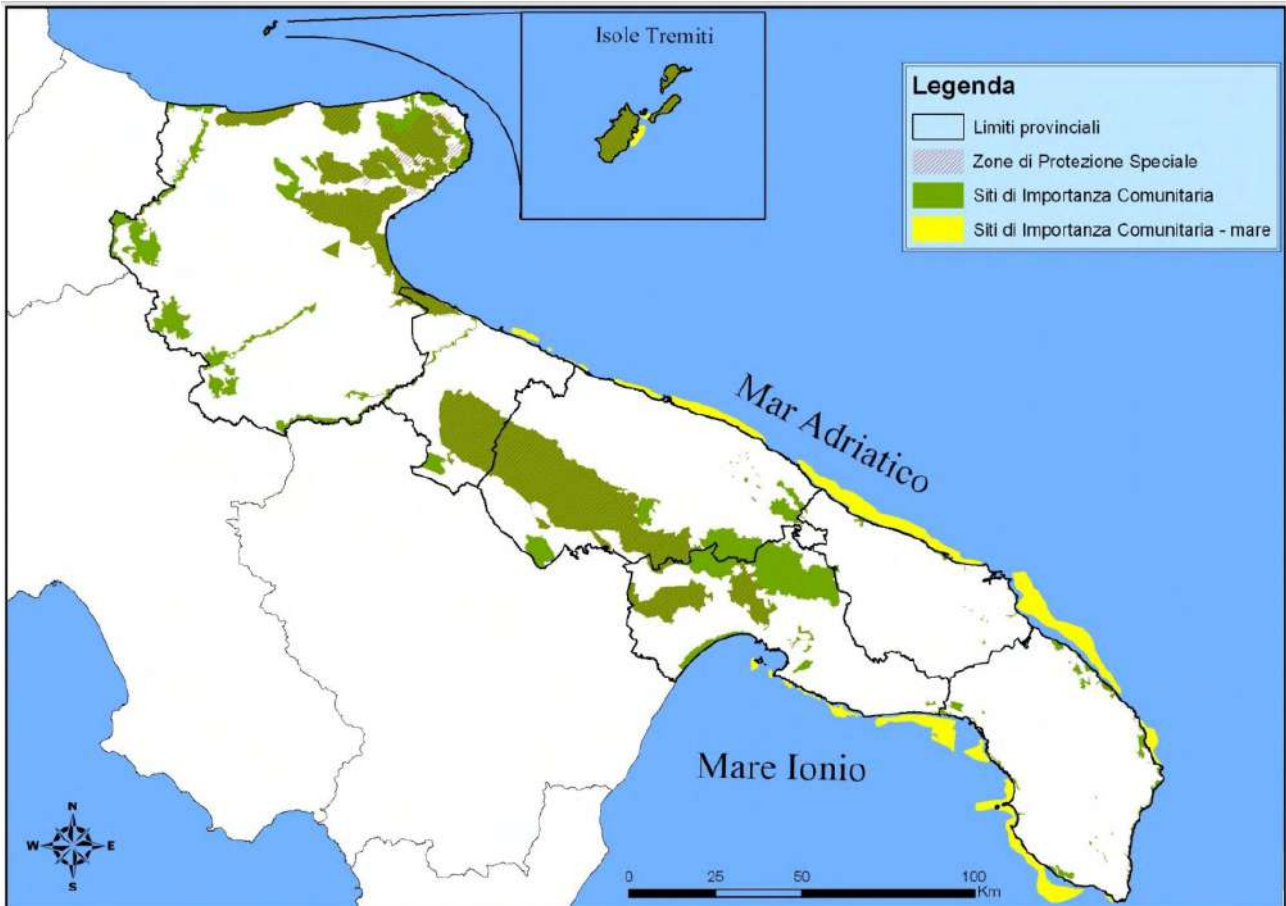 Isole Tremiti
Legenda
Limiti provinciali
Zone di Protezione Speciale
Siti di Importanza Comunitaria
Siti di Importanza Comunitaria - mare
Mar Adriatico
Mare Ionio
N
W E
S
0 25 50 100
Km